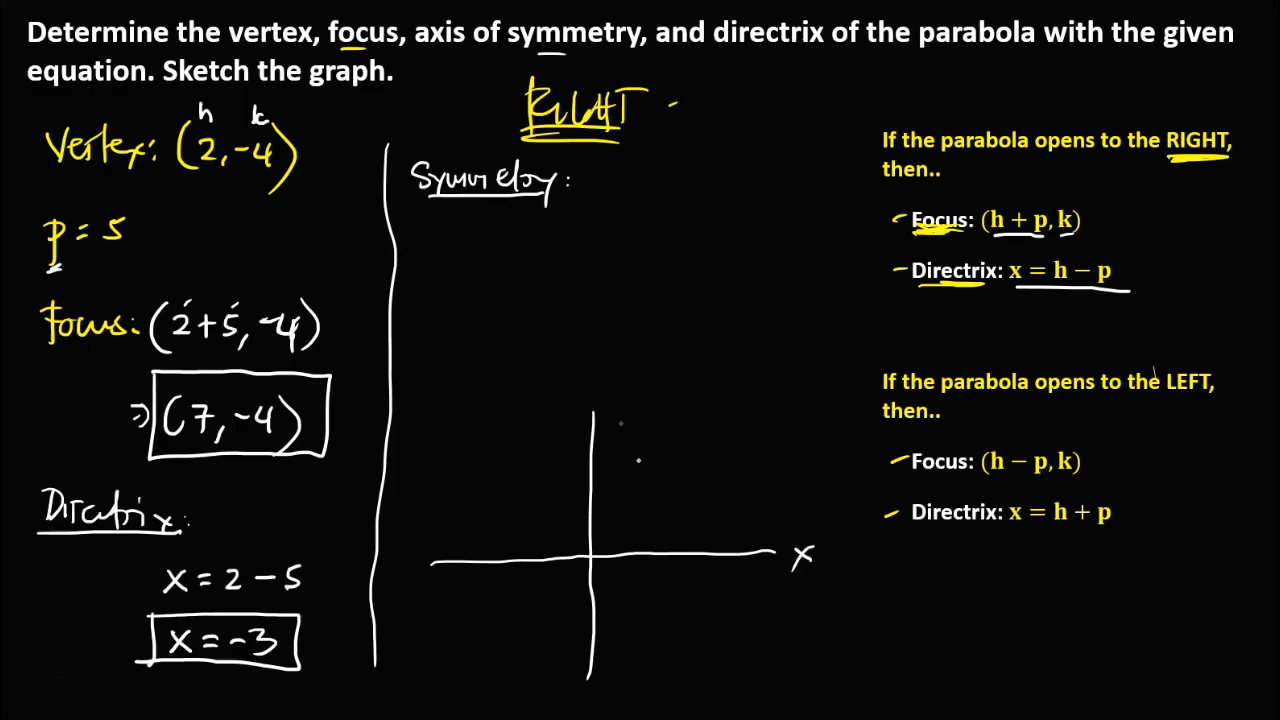 Determine the vertex, focus, axis of symmetry, and directrix of the parabola with the given
equation. Sketch the graph.
RIGHT
h k
Vertex: (2, -4)
p = 5
Focus: (2+5, -4)
⇒ (7, -4)
Directrix:
x = 2 - 5
x = -3
Symmetry:
x
If the parabola opens to the RIGHT,
then..
Focus: (h + p, k)
Directrix: x = h − p
If the parabola opens to the LEFT,
then..
Focus: (h − p, k)
Directrix: x = h + p